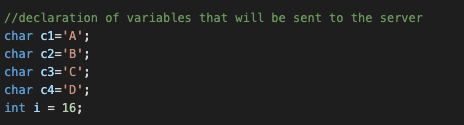 //declaration of variables that will be sent to the server
char c1='A';
char c2='B';
char c3='C';
char c4='D';
int i = 16;